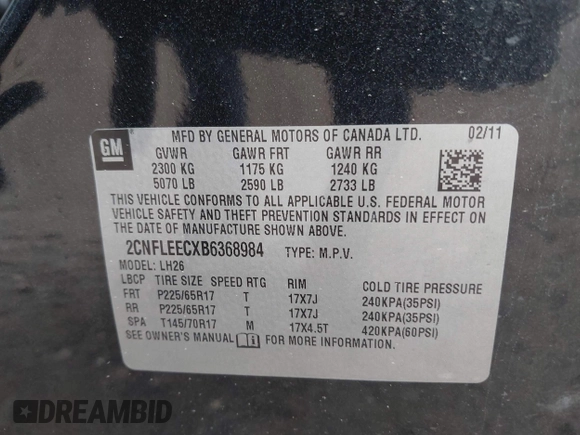 GM
MFD BY GENERAL MOTORS OF CANADA LTD. 02/11
GVWR GAWR FRT GAWR RR
2300 KG 1175 KG 1240 KG
5070 LB 2590 LB 2733 LB
THIS VEHICLE CONFORMS TO ALL APPLICABLE U.S. FEDERAL MOTOR
VEHICLE SAFETY AND THEFT PREVENTION STANDARDS IN EFFECT ON
THE DATE OF MANUFACTURE SHOWN ABOVE.
2CNFLEECXB6368984 TYPE: M.P.V.
MODEL: LH26
LBCP TIRE SIZE SPEED RTG RIM COLD TIRE PRESSURE
FRT P225/65R17 T 17X7J 240KPA(35PSI)
RR P225/65R17 T 17X7J 240KPA(35PSI)
SPA T145/70R17 M 17X4.5T 420KPA(60PSI)
SEE OWNER'S MANUAL FOR MORE INFORMATION.
DREAMBID